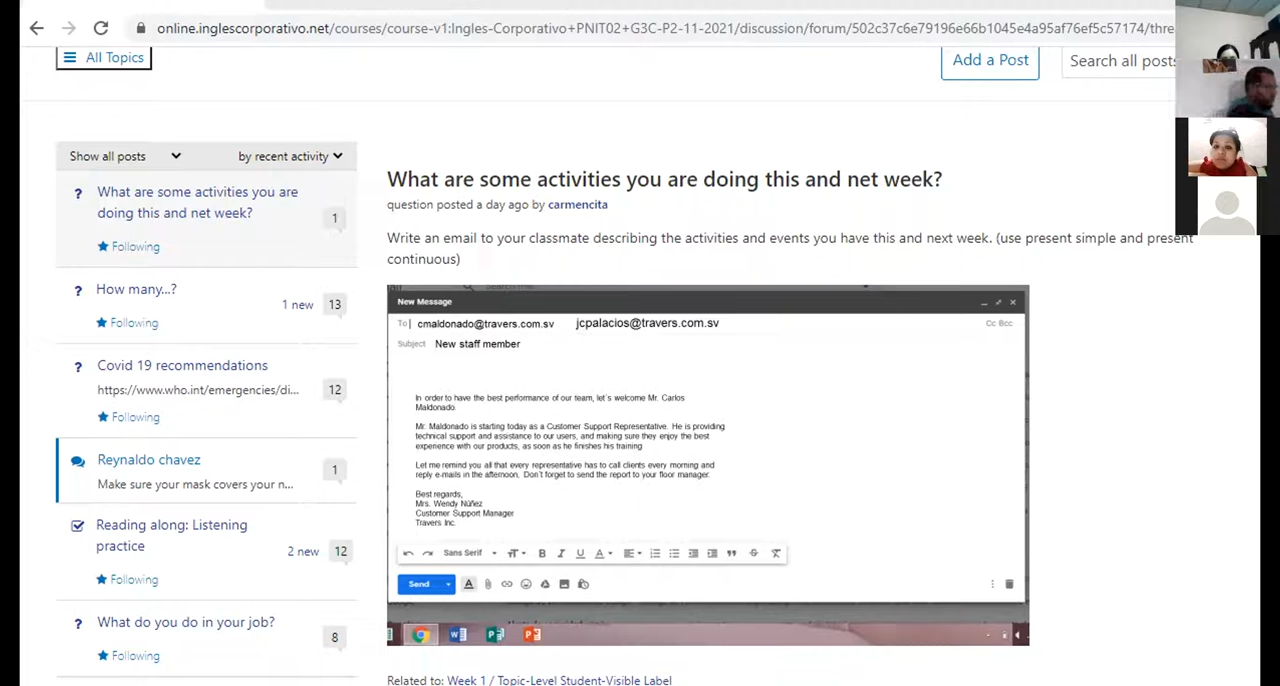 online.inglescorporativo.net/courses/course-v1:Ingles-Corporativo+PNIT02+G3C-P2-11-2021/discussion/forum/502c37c6e79196e66b1045e4a95af76ef5c57174/thre
All Topics
Add a Post
Search all posts
Show all posts
by recent activity
What are some activities you are
doing this and net week?
1
Following
How many...?
1 new
13
Following
Covid 19 recommendations
https://www.who.int/emergencies/di...
12
Following
Reynaldo chavez
Make sure your mask covers your n...
1
Reading along: Listening
practice
2 new
12
Following
What do you do in your job?
8
Following
What are some activities you are doing this and net week?
question posted a day ago by carmencita
Write an email to your classmate describing the activities and events you have this and next week. (use present simple and present
continuous)
New Message
To cmaldonado@travers.com.sv jcpalacios@travers.com.sv
Cc Bcc
Subject New staff member
In order to have the best performance of our team, let´s welcome Mr. Carlos
Maldonado.
Mr. Maldonado is starting today as a Customer Support Representative. He is providing
technical support and assistance to our users, and making sure they enjoy the best
experience with our products, as soon as he finishes his training.
Let me remind you all that every representative has to call clients every morning and
reply e-mails in the afternoon. Don´t forget to send the report to your floor manager.
Best regards,
Mrs. Wendy Núñez
Customer Support Manager
Travers Inc.
Sans Serif
Send
Related to: Week 1 / Topic-Level Student-Visible Label